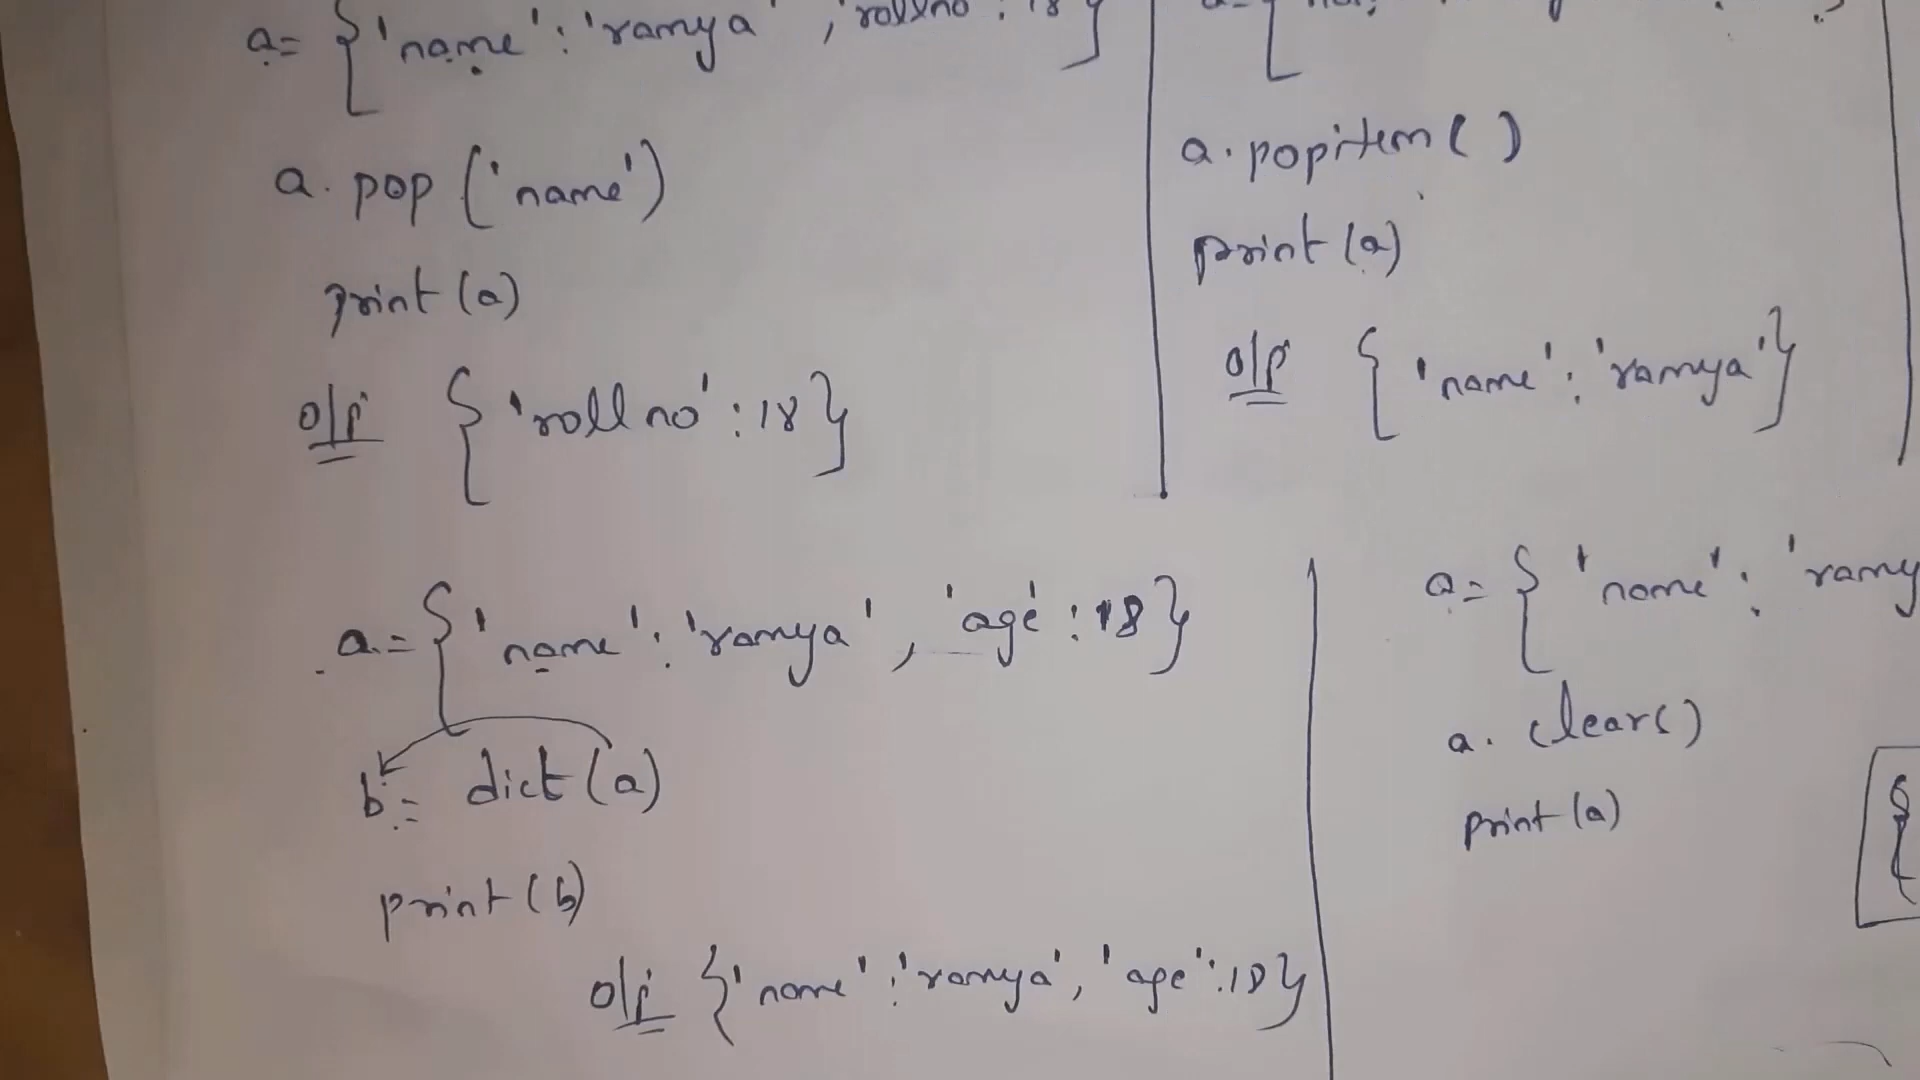 a= {'name': 'ramya', 'rollno': 18}
a. pop ('name')
print (a)
o/p {'rollno': 18}
a=
a. popitem ( )
print (a)
o/p {'name': 'ramya'}
a= {'name': 'ramya', 'age': 18}
b= dict (a)
print (b)
o/p {'name': 'ramya', 'age': 18}
a= {'name': 'ramy
a. clear()
print (a)
{